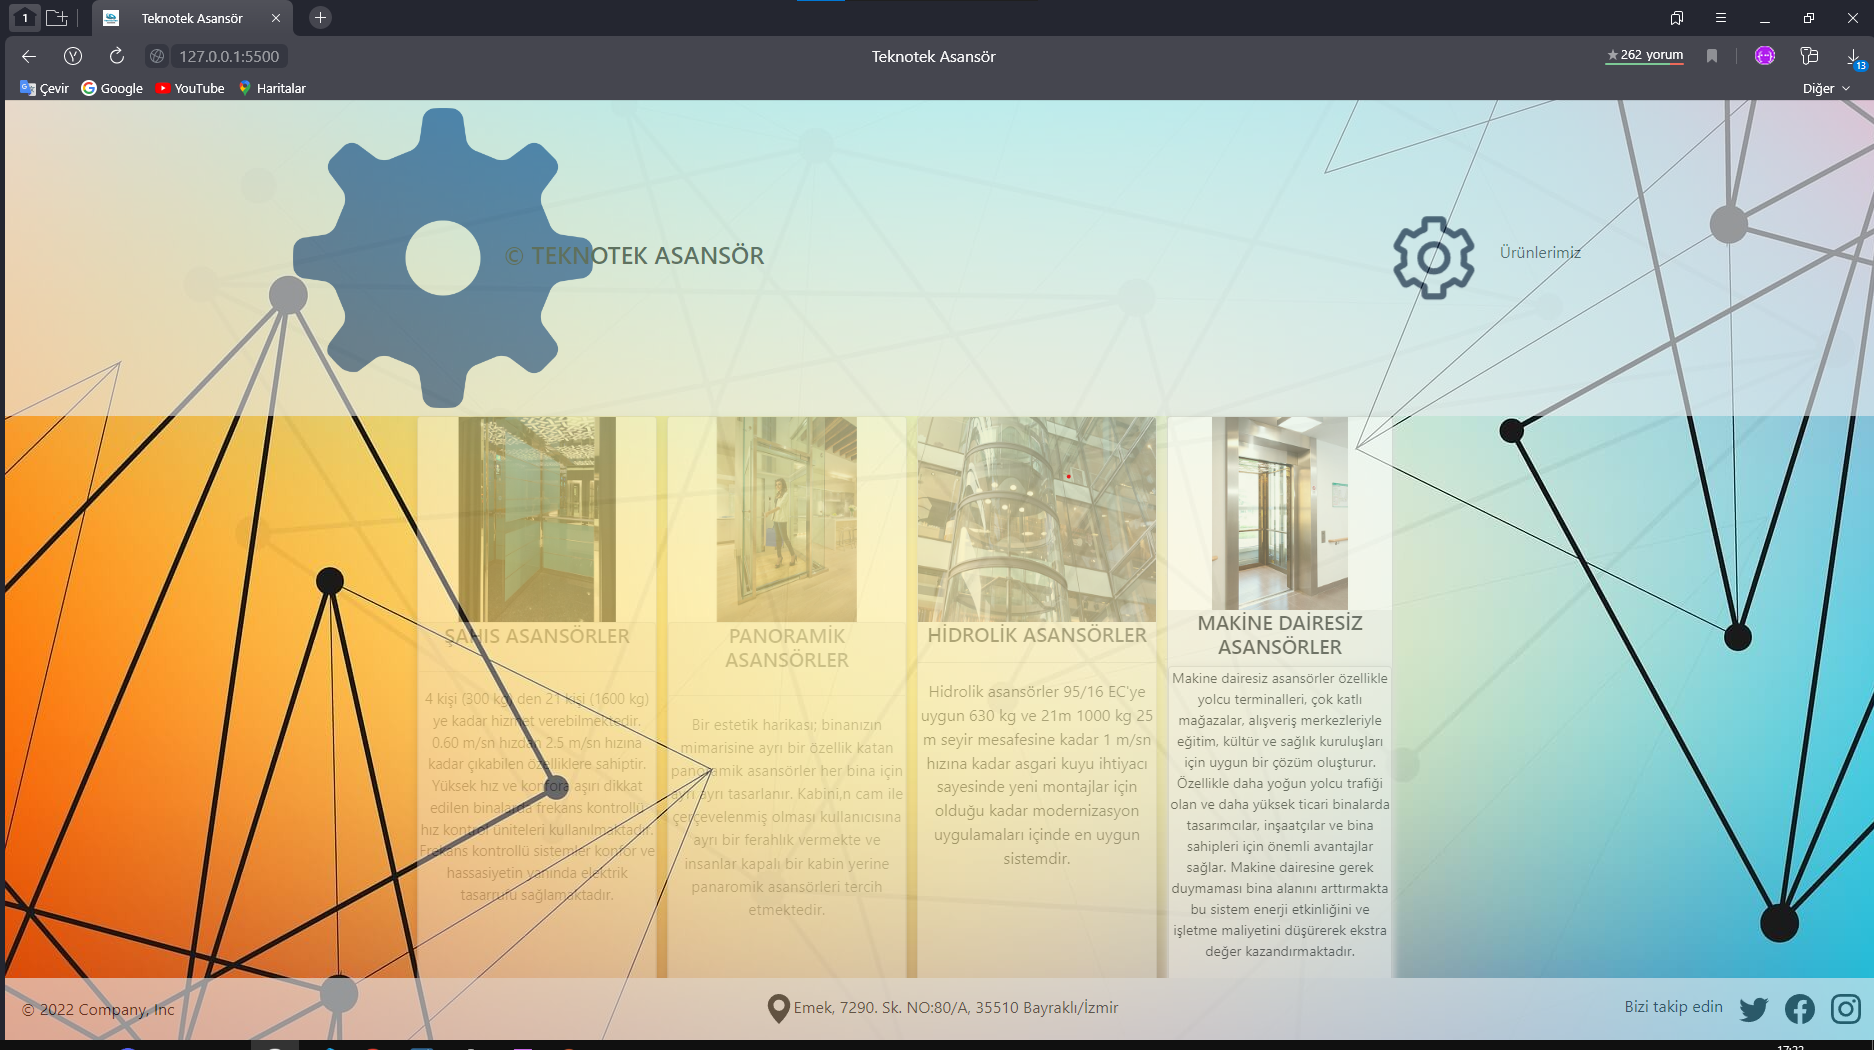 1
Teknotek Asansör
127.0.0.1:5500
Teknotek Asansör
262 yorum
13
Çevir
Google
YouTube
Haritalar
Diğer
© TEKNOTEK ASANSÖR
Ürünlerimiz
ŞAHIS ASANSÖRLER
4 kişi (300 kg) den 21 kişi (1600 kg)
ye kadar hizmet verebilmektedir.
0.60 m/sn hızdan 2.5 m/sn hızına
kadar çıkabilen özelliklere sahiptir.
Yüksek hız ve konfora aşırı dikkat
edilen binalarda frekans kontrollü
hız kontrol üniteleri kullanılmaktadır.
Frekans kontrollü sistemler konfor ve
hassasiyetin yanında elektrik
tasarrufu sağlamaktadır.
PANORAMİK
ASANSÖRLER
Bir estetik harikası; binanızın
mimarisine ayrı bir özellik katan
panoramik asansörler her bina için
ayrı ayrı tasarlanır. Kabini,n cam ile
çerçevelenmiş olması kullanıcısına
ayrı bir ferahlık vermekte ve
insanlar kapalı bir kabin yerine
panaromik asansörleri tercih
etmektedir.
HİDROLİK ASANSÖRLER
Hidrolik asansörler 95/16 EC'ye
uygun 630 kg ve 21m 1000 kg 25
m seyir mesafesine kadar 1 m/sn
hızına kadar asgari kuyu ihtiyacı
sayesinde yeni montajlar için
olduğu kadar modernizasyon
uygulamaları içinde en uygun
sistemdir.
MAKİNE DAİRESİZ
ASANSÖRLER
Makine dairesiz asansörler özellikle
yolcu terminalleri, çok katlı
mağazalar, alışveriş merkezleriyle
eğitim, kültür ve sağlık kuruluşları
için uygun bir çözüm oluşturur.
Özellikle daha yoğun yolcu trafiği
olan ve daha yüksek ticari binalarda
tasarımcılar, inşaatçılar ve bina
sahipleri için önemli avantajlar
sağlar. Makine dairesine gerek
duymaması bina alanını arttırmakta
bu sistem enerji etkinliğini ve
işletme maliyetini düşürerek ekstra
değer kazandırmaktadır.
© 2022 Company, Inc
Emek, 7290. Sk. NO:80/A, 35510 Bayraklı/İzmir
Bizi takip edin